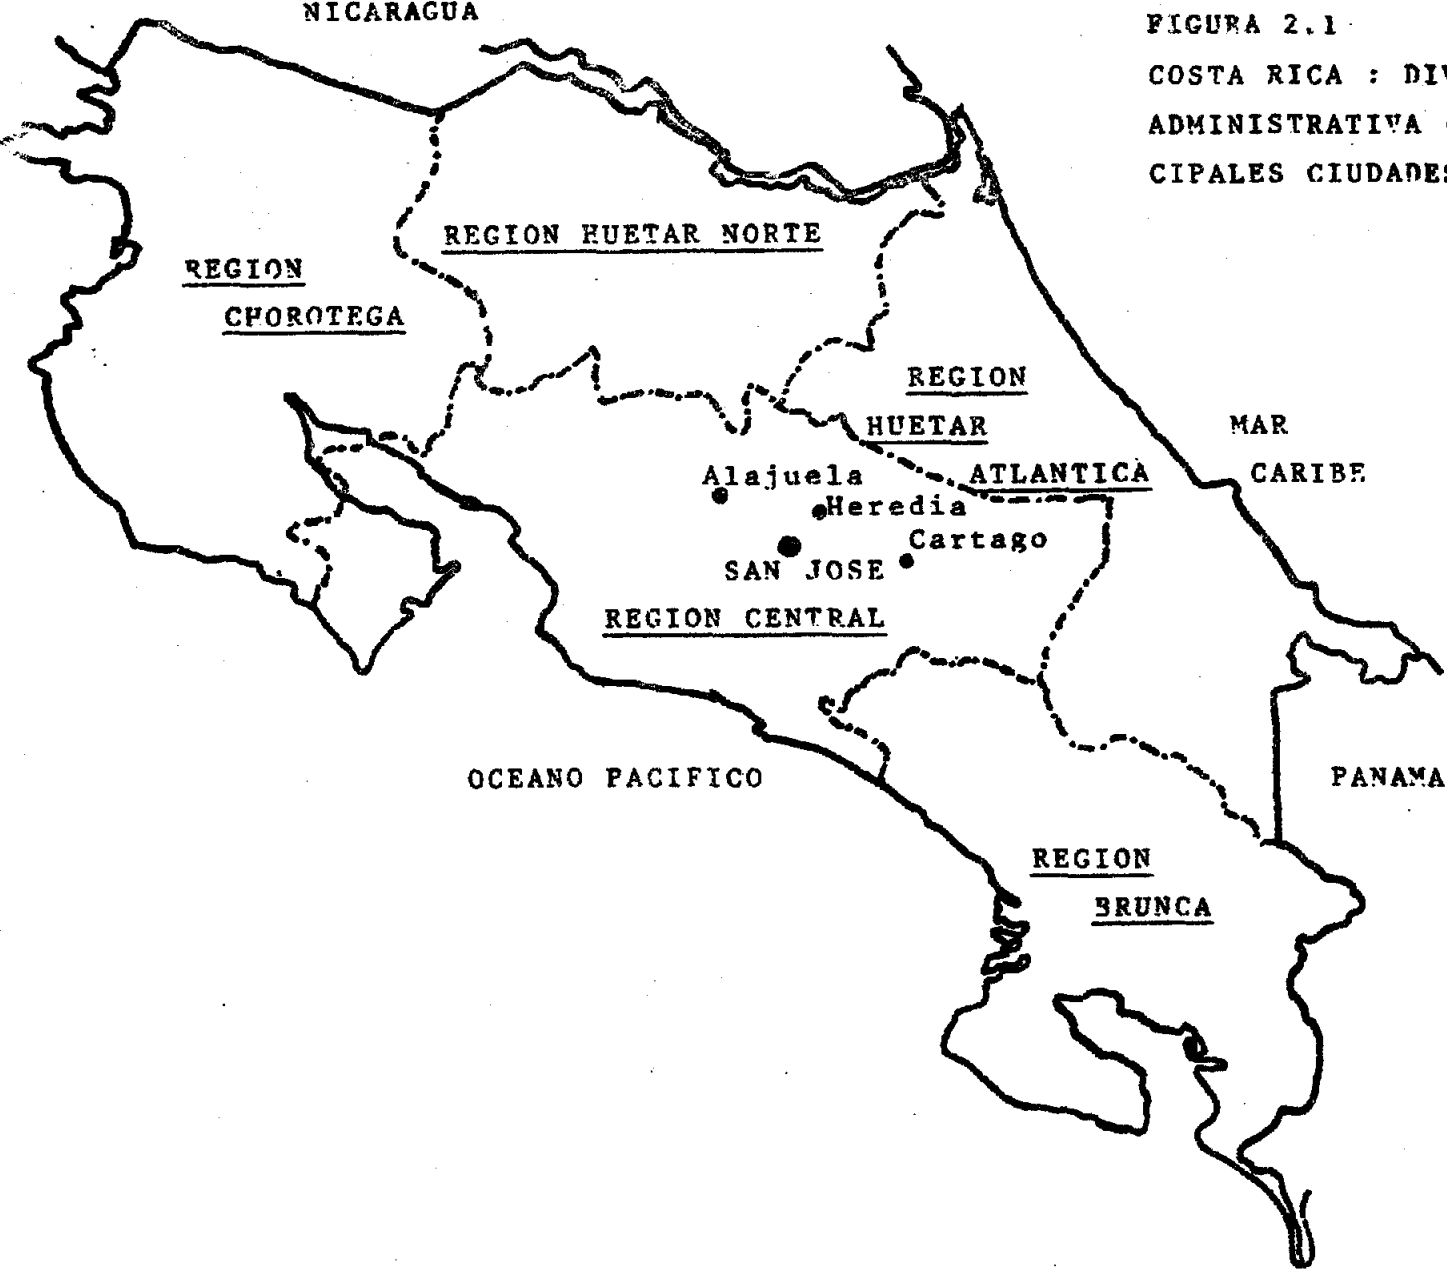 NICARAGUA
FIGURA 2.1
COSTA RICA : DIV
ADMINISTRATIVA
CIPALES CIUDADES
REGION HUETAR NORTE
REGION
CHOROTEGA
REGION
HUETAR
ATLANTICA
MAR
CARIBE
Alajuela
Heredia
Cartago
SAN JOSE
REGION CENTRAL
OCEANO PACIFICO
PANAMA
REGION
BRUNCA